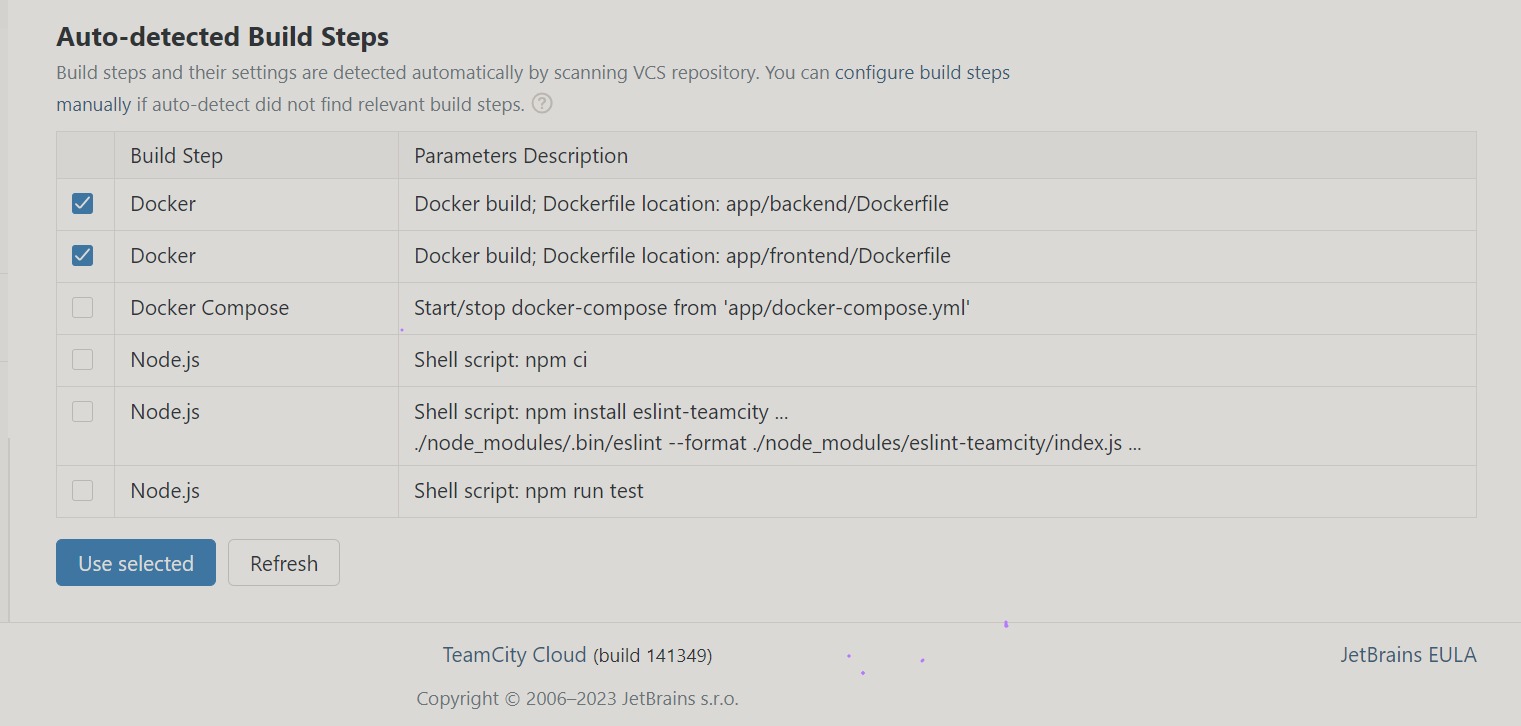 Auto-detected Build Steps
Build steps and their settings are detected automatically by scanning VCS repository. You can configure build steps
manually if auto-detect did not find relevant build steps. ?
Build Step Parameters Description
Docker Docker build; Dockerfile location: app/backend/Dockerfile
Docker Docker build; Dockerfile location: app/frontend/Dockerfile
Docker Compose Start/stop docker-compose from 'app/docker-compose.yml'
Node.js Shell script: npm ci
Node.js Shell script: npm install eslint-teamcity ...
./node_modules/.bin/eslint --format ./node_modules/eslint-teamcity/index.js ...
Node.js Shell script: npm run test
Use selected Refresh
TeamCity Cloud (build 141349) JetBrains EULA
Copyright © 2006–2023 JetBrains s.r.o.